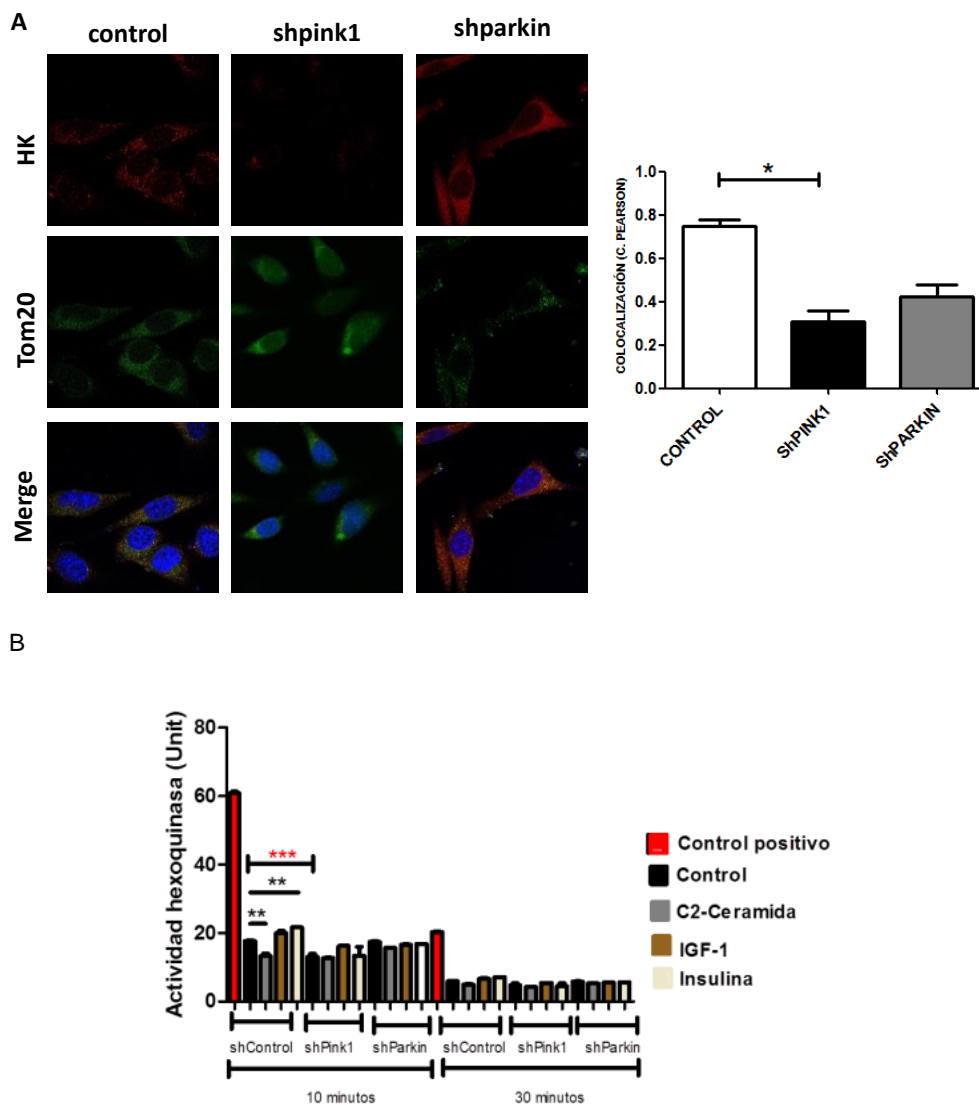 A
control shpink1 shparkin
HK
Tom20
Merge
COLOCALIZACIÓN (C. PEARSON)
1.0
0.8
0.6
0.4
0.2
0.0
*
CONTROL
ShPINK1
ShPARKIN
B
Actividad hexoquinasa (Unit)
80
60
40
20
0
***
**
**
Control positivo
Control
C2-Ceramida
IGF-1
Insulina
shControl shPink1 shParkin shControl shPink1 shParkin
10 minutos 30 minutos